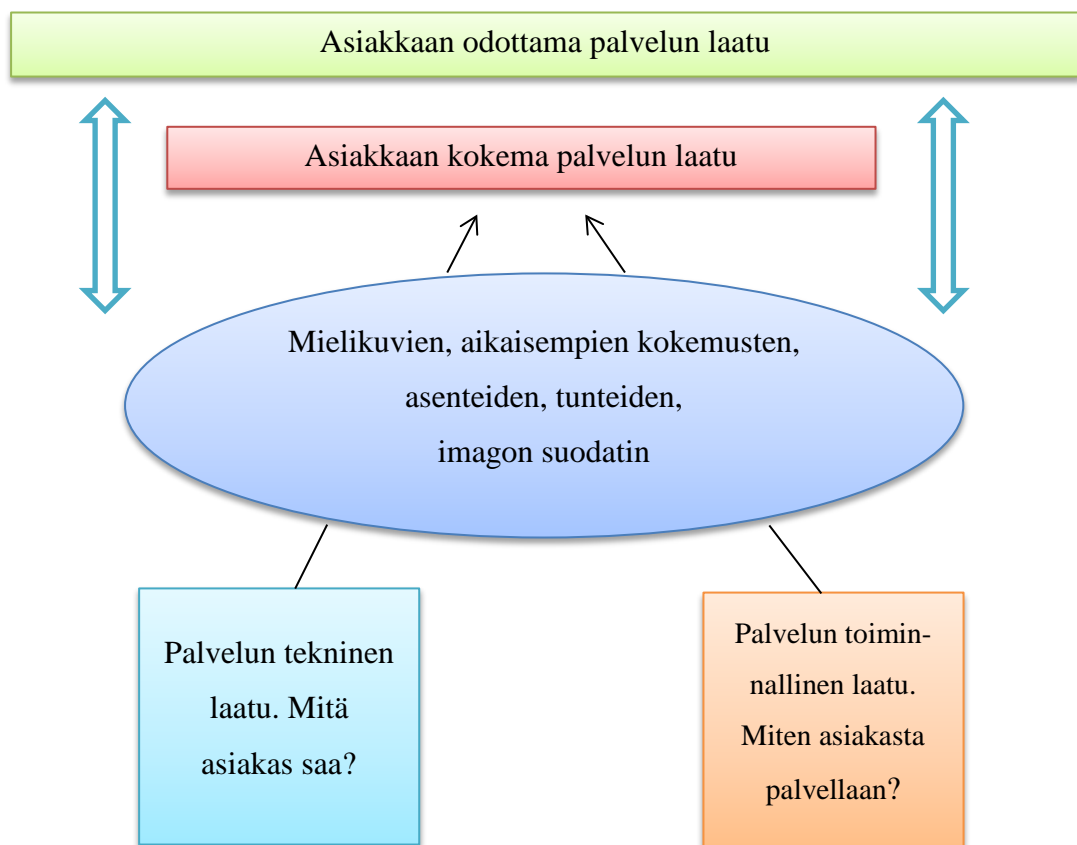 Asiakkaan odottama palvelun laatu
Asiakkaan kokema palvelun laatu
Mielikuvien, aikaisempien kokemusten,
asenteiden, tunteiden,
imagon suodatin
Palvelun tekninen
laatu. Mitä
asiakas saa?
Palvelun toimin-
nallinen laatu.
Miten asiakasta
palvellaan?